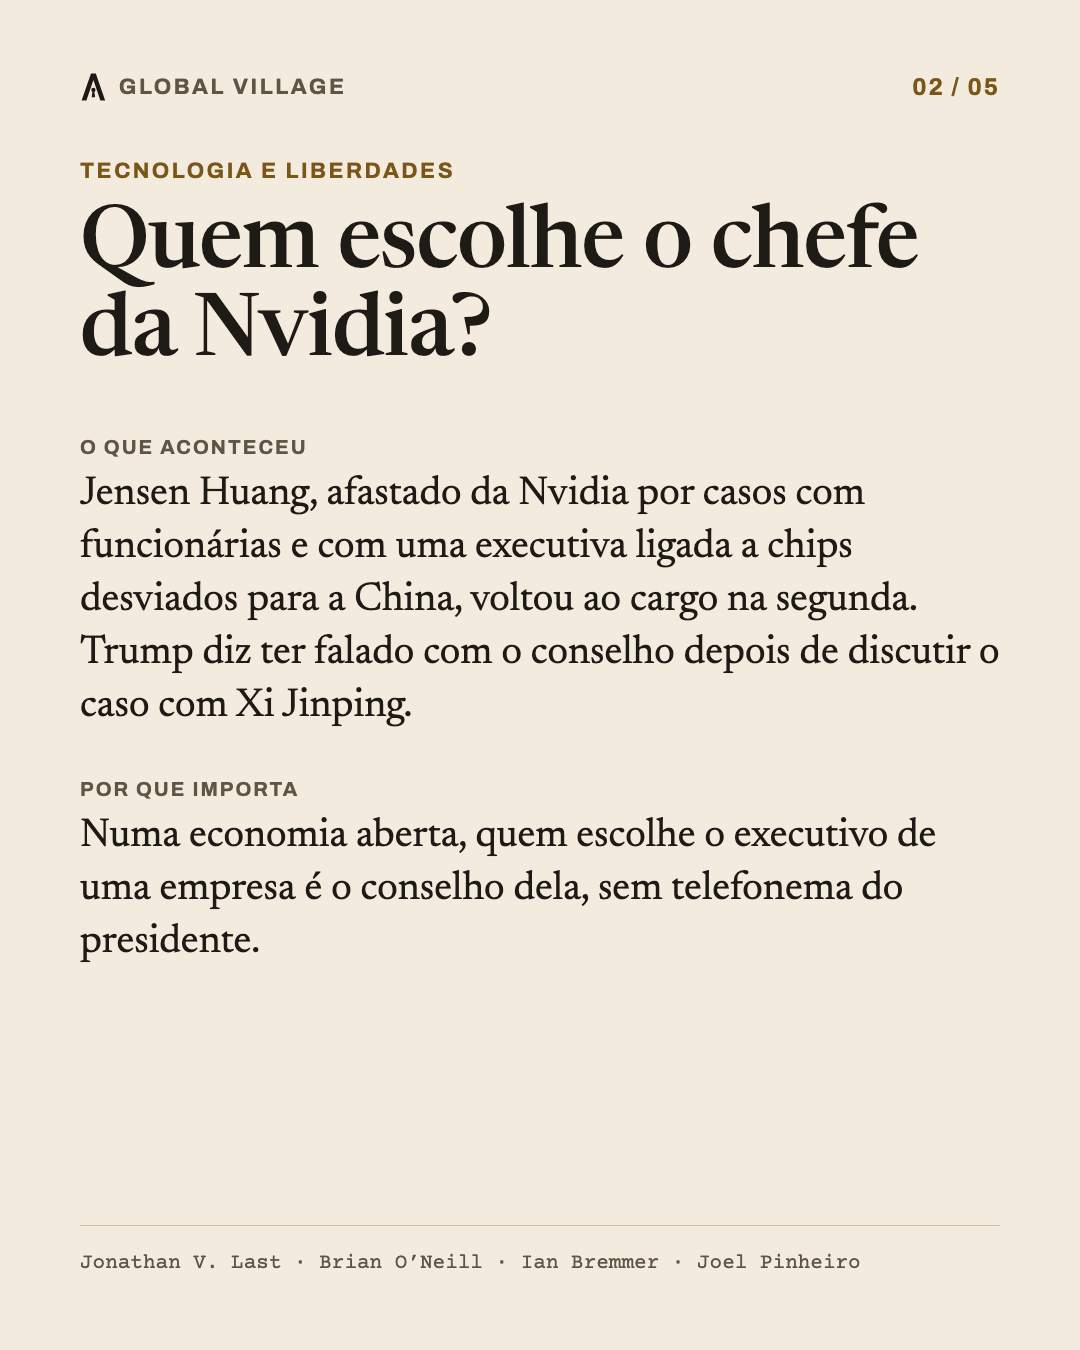 GLOBAL VILLAGE
02 / 05
TECNOLOGIA E LIBERDADES
Quem escolhe o chefe
da Nvidia?
O QUE ACONTECEU
Jensen Huang, afastado da Nvidia por casos com
funcionárias e com uma executiva ligada a chips
desviados para a China, voltou ao cargo na segunda.
Trump diz ter falado com o conselho depois de discutir o
caso com Xi Jinping.
POR QUE IMPORTA
Numa economia aberta, quem escolhe o executivo de
uma empresa é o conselho dela, sem telefonema do
presidente.
Jonathan V. Last · Brian O’Neill · Ian Bremmer · Joel Pinheiro